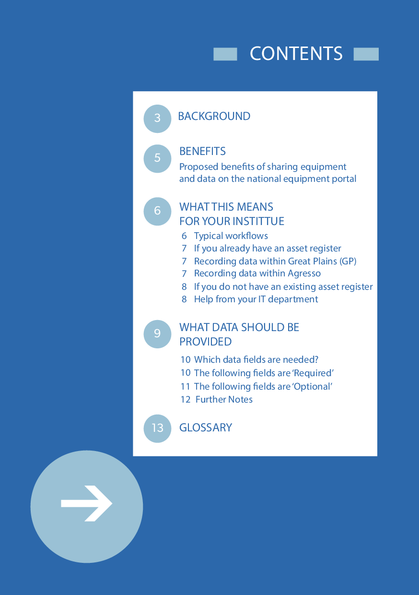 CONTENTS
3 BACKGROUND
5 BENEFITS
Proposed benefits of sharing equipment
and data on the national equipment portal
6 WHAT THIS MEANS
FOR YOUR INSTITTUE
6 Typical workflows
7 If you already have an asset register
7 Recording data within Great Plains (GP)
7 Recording data within Agresso
8 If you do not have an existing asset register
8 Help from your IT department
9 WHAT DATA SHOULD BE
PROVIDED
10 Which data fields are needed?
10 The following fields are ‘Required’
11 The following fields are ‘Optional’
12 Further Notes
13 GLOSSARY